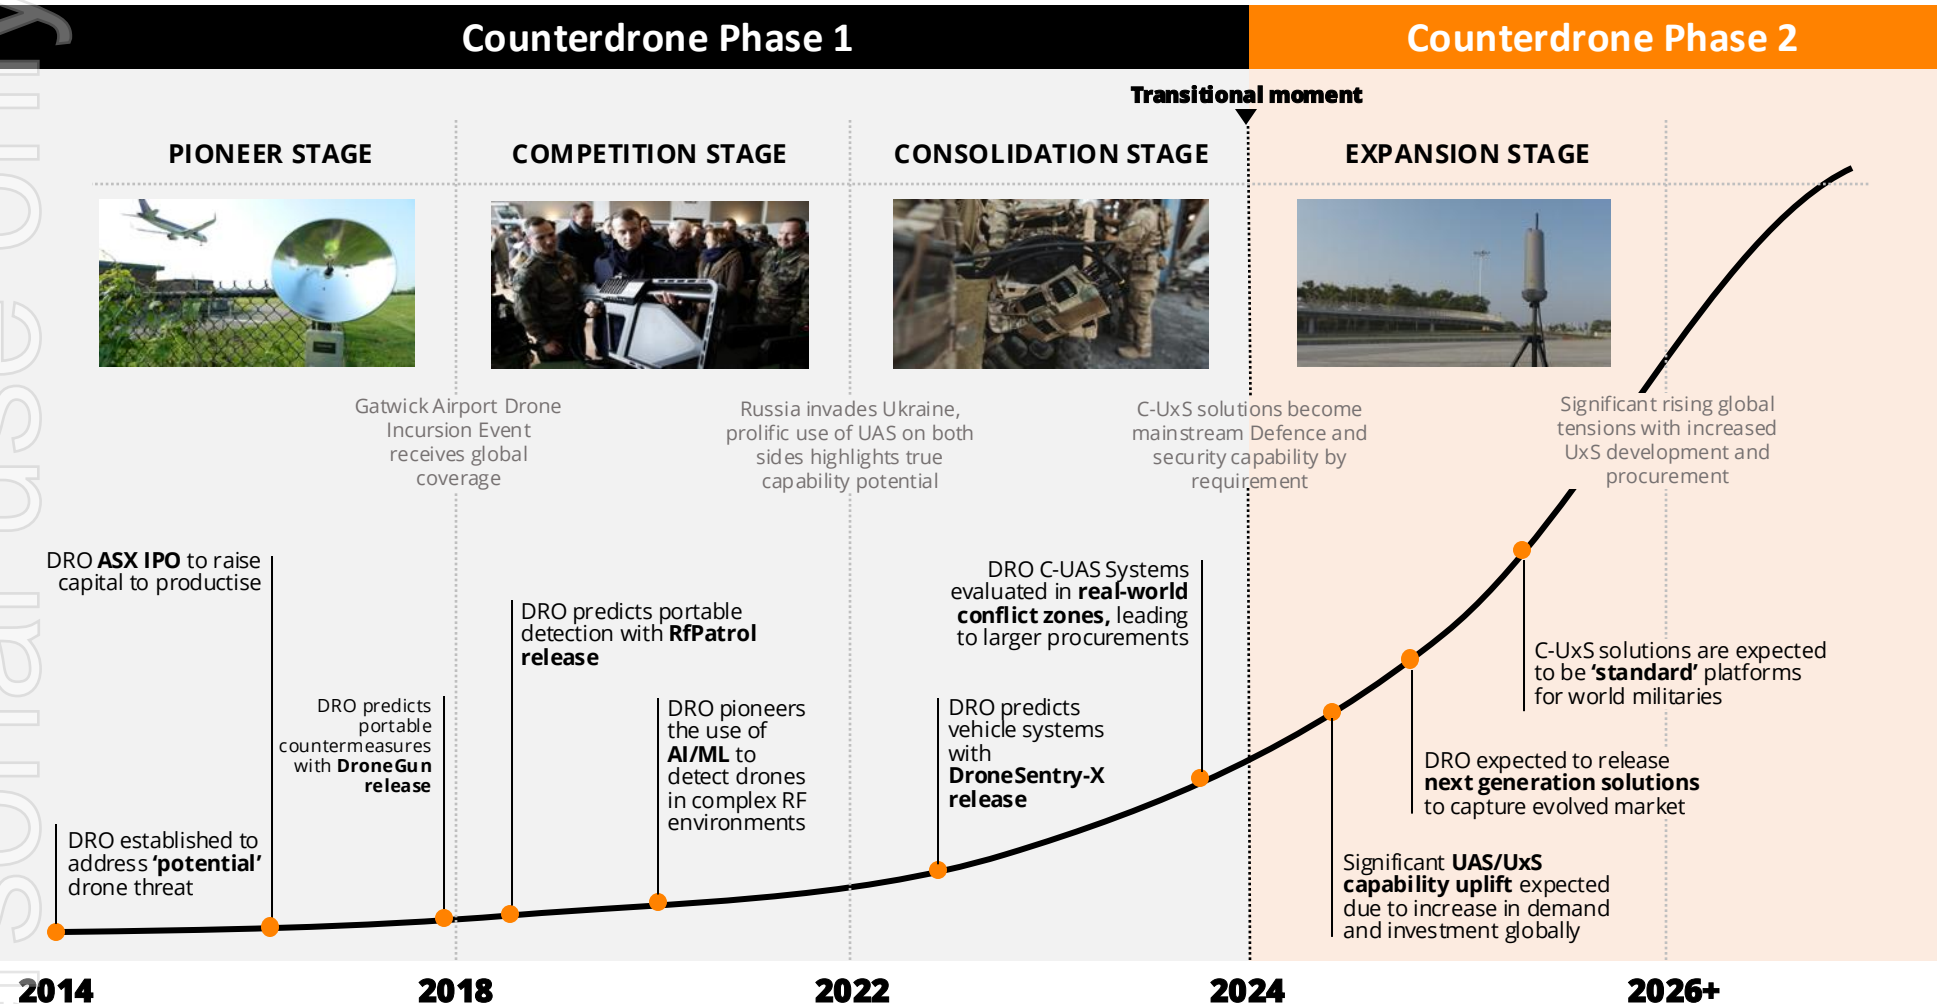 Counterdrone Phase 1
Counterdrone Phase 2
Transitional moment
PIONEER STAGE
COMPETITION STAGE
CONSOLIDATION STAGE
EXPANSION STAGE
Gatwick Airport Drone
Incursion Event
receives global
coverage
Russia invades Ukraine,
prolific use of UAS on both
sides highlights true
capability potential
C-UxS solutions become
mainstream Defence and
security capability by
requirement
Significant rising global
tensions with increased
UxS development and
procurement
DRO ASX IPO to raise
capital to productise
DRO predicts portable
detection with RfPatrol
release
DRO C-UAS Systems
evaluated in real-world
conflict zones, leading
to larger procurements
C-UxS solutions are expected
to be ‘standard’ platforms
for world militaries
DRO predicts
portable
countermeasures
with DroneGun
release
DRO pioneers
the use of
AI/ML to
detect drones
in complex RF
environments
DRO predicts
vehicle systems
with
DroneSentry-X
release
DRO expected to release
next generation solutions
to capture evolved market
DRO established to
address ‘potential’
drone threat
Significant UAS/UxS
capability uplift expected
due to increase in demand
and investment globally
2014
2018
2022
2024
2026+
sonal use only